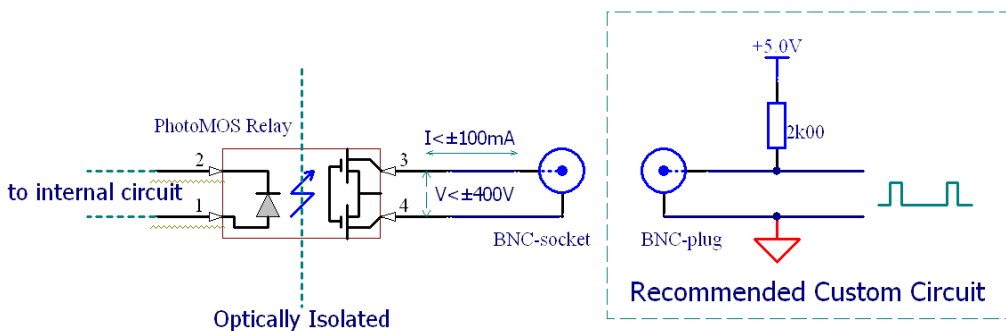 +5.0V
PhotoMOS Relay
I<±100mA
2k00
2
3
to internal circuit
V<±400V
1
4
BNC-socket
BNC-plug
Recommended Custom Circuit
Optically Isolated